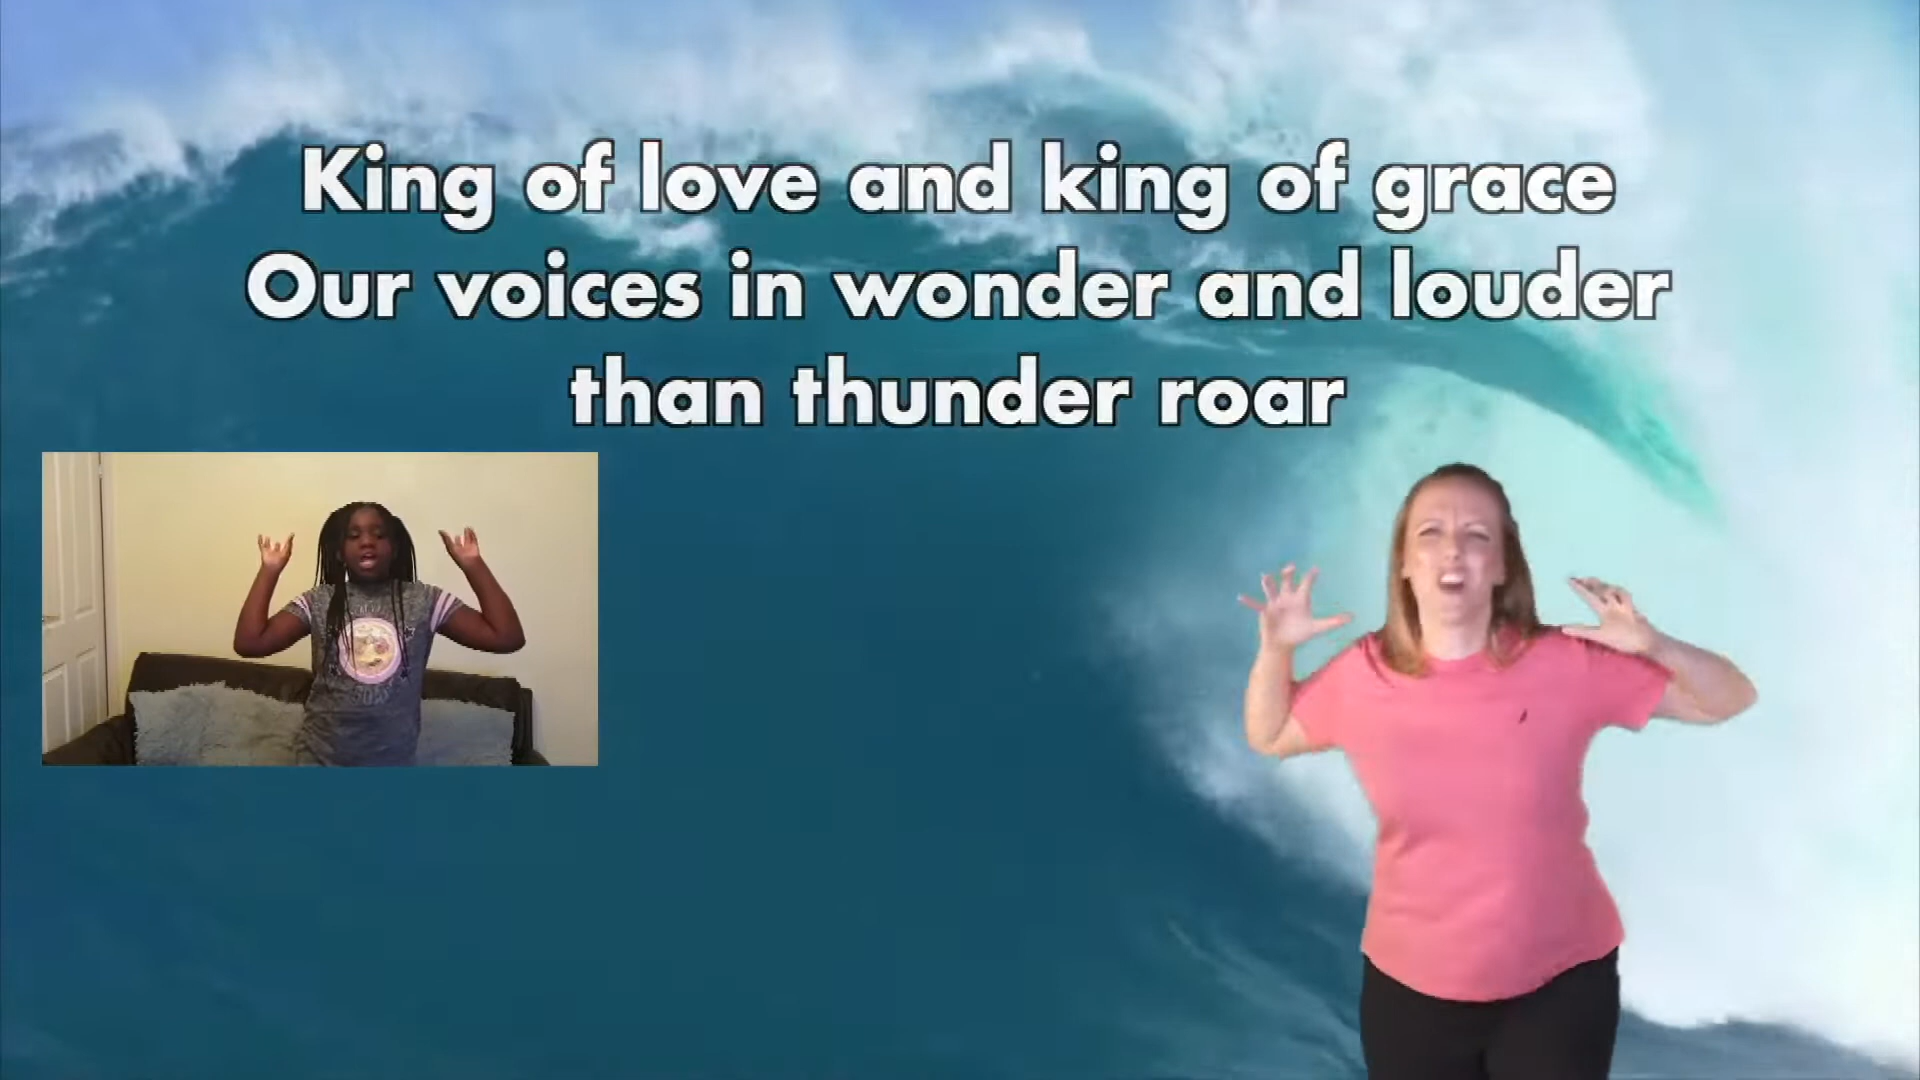 King of love and king of grace
Our voices in wonder and louder
than thunder roar